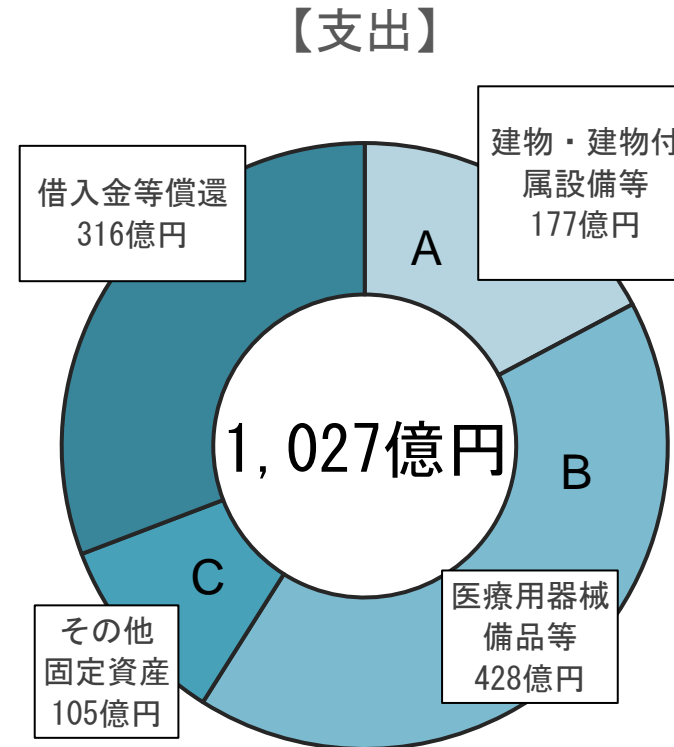 【支出】
建物・建物付
属設備等
177億円
A
借入金等償還
316億円
1,027億円
B
C
医療用器械
備品等
428億円
その他
固定資産
105億円